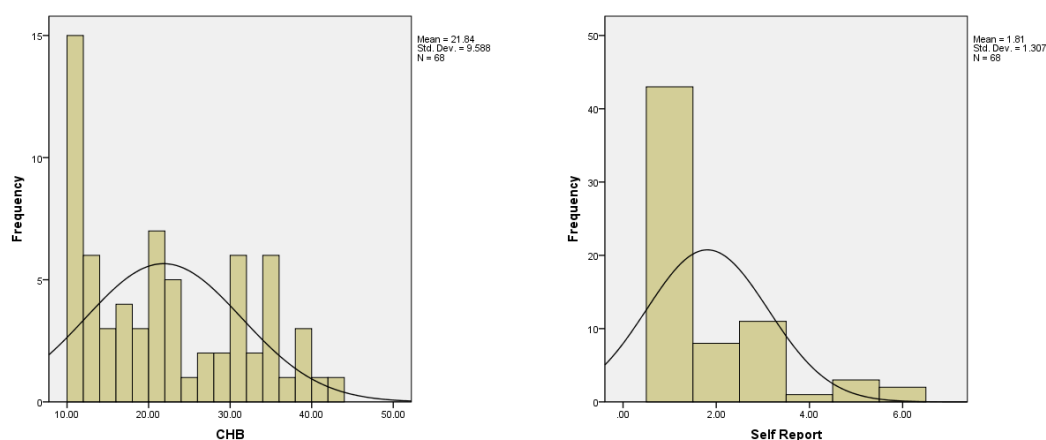 Mean = 21.84
Std. Dev. = 9.588
N = 68
15
10
5
0
Frequency
10.00 20.00 30.00 40.00 50.00
CHB
Mean = 1.81
Std. Dev. = 1.307
N = 68
50
40
30
20
10
0
Frequency
.00 2.00 4.00 6.00
Self Report